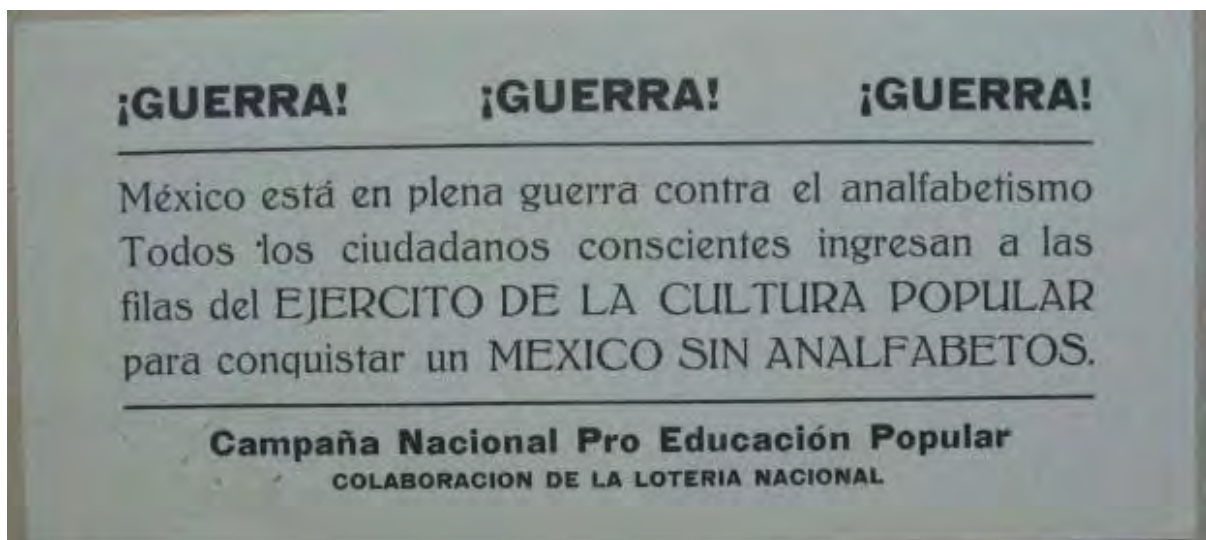 ¡GUERRA! ¡GUERRA! ¡GUERRA!
México está en plena guerra contra el analfabetismo
Todos los ciudadanos conscientes ingresan a las
filas del EJERCITO DE LA CULTURA POPULAR
para conquistar un MEXICO SIN ANALFABETOS.
Campaña Nacional Pro Educación Popular
COLABORACION DE LA LOTERIA NACIONAL